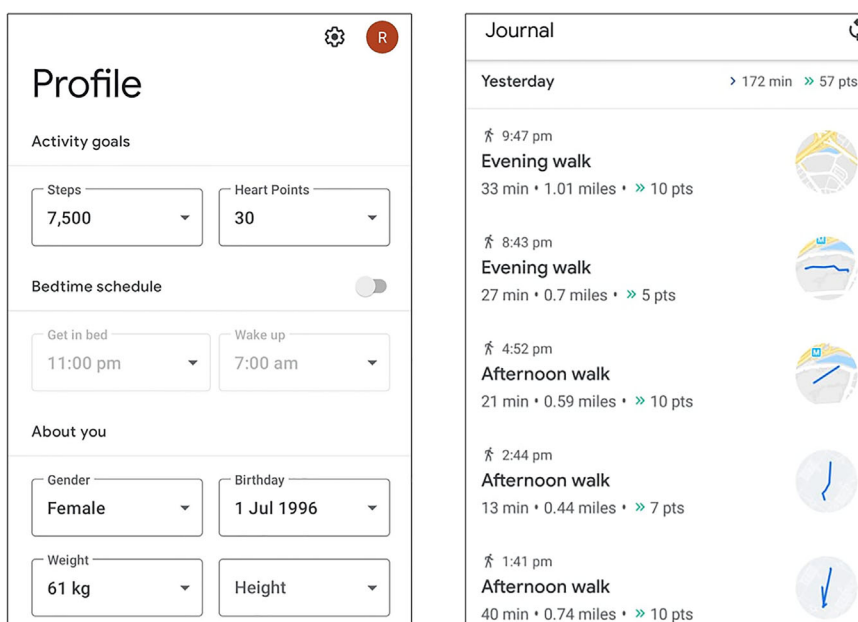 R
Profile
Activity goals
Steps
7,500
Heart Points
30
Bedtime schedule
Get in bed
11:00 pm
Wake up
7:00 am
About you
Gender
Female
Birthday
1 Jul 1996
Weight
61 kg
Height
Journal
Yesterday > 172 min » 57 pts
9:47 pm
Evening walk
33 min • 1.01 miles • » 10 pts
8:43 pm
M
Evening walk
27 min • 0.7 miles • » 5 pts
4:52 pm
M
Afternoon walk
21 min • 0.59 miles • » 10 pts
2:44 pm
Afternoon walk
13 min • 0.44 miles • » 7 pts
1:41 pm
Afternoon walk
40 min • 0.74 miles • » 10 pts